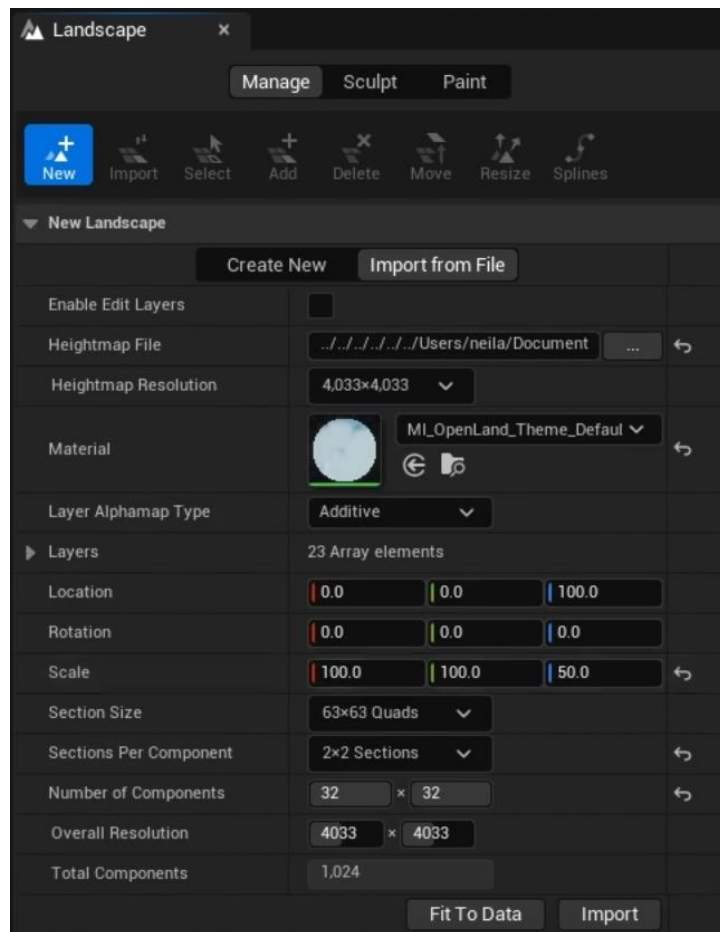 Landscape ×
Manage Sculpt Paint
New Import Select Add Delete Move Resize Splines
New Landscape
Create New Import from File
Enable Edit Layers
Heightmap File ../../../../../../Users/neila/Document ...
Heightmap Resolution 4,033×4,033
Material MI_OpenLand_Theme_Defaul
Layer Alphamap Type Additive
Layers 23 Array elements
Location 0.0 0.0 100.0
Rotation 0.0 0.0 0.0
Scale 100.0 100.0 50.0
Section Size 63×63 Quads
Sections Per Component 2×2 Sections
Number of Components 32 × 32
Overall Resolution 4033 × 4033
Total Components 1,024
Fit To Data Import